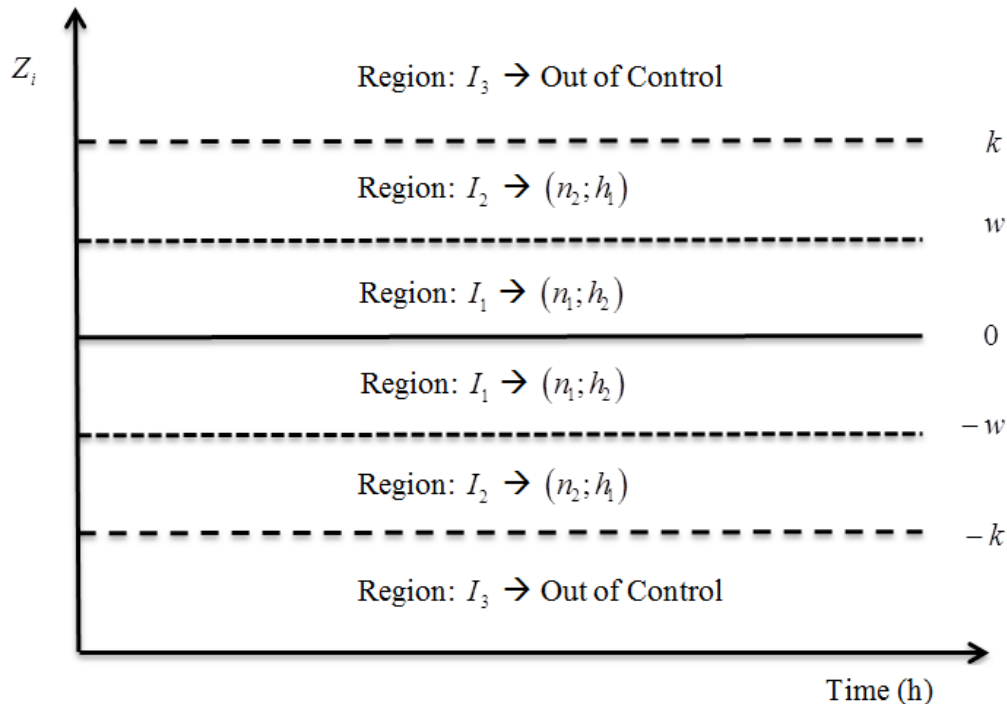 Z_i
Region: I_3 → Out of Control
k
Region: I_2 → (n_2; h_1)
w
Region: I_1 → (n_1; h_2)
0
Region: I_1 → (n_1; h_2)
− w
Region: I_2 → (n_2; h_1)
− k
Region: I_3 → Out of Control
Time (h)